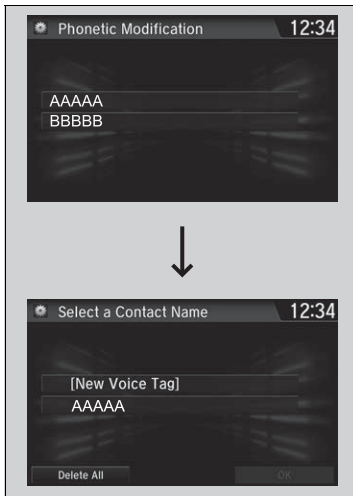 Phonetic Modification 12:34
AAAAA
BBBBB
Select a Contact Name 12:34
[New Voice Tag]
AAAAA
Delete All OK